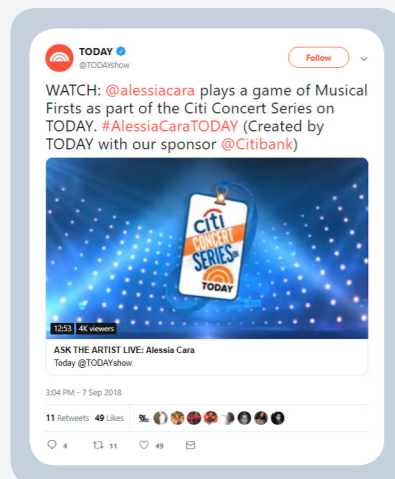 TODAY
@TODAYshow
Follow
WATCH: @alessiacara plays a game of Musical
Firsts as part of the Citi Concert Series on
TODAY. #AlessiaCaraTODAY (Created by
TODAY with our sponsor @Citibank)
citi
CONCERT
SERIES
ON
TODAY
12:53 4K viewers
ASK THE ARTIST LIVE: Alessia Cara
Today @TODAYshow
3:04 PM - 7 Sep 2018
11 Retweets 49 Likes
4 11 49